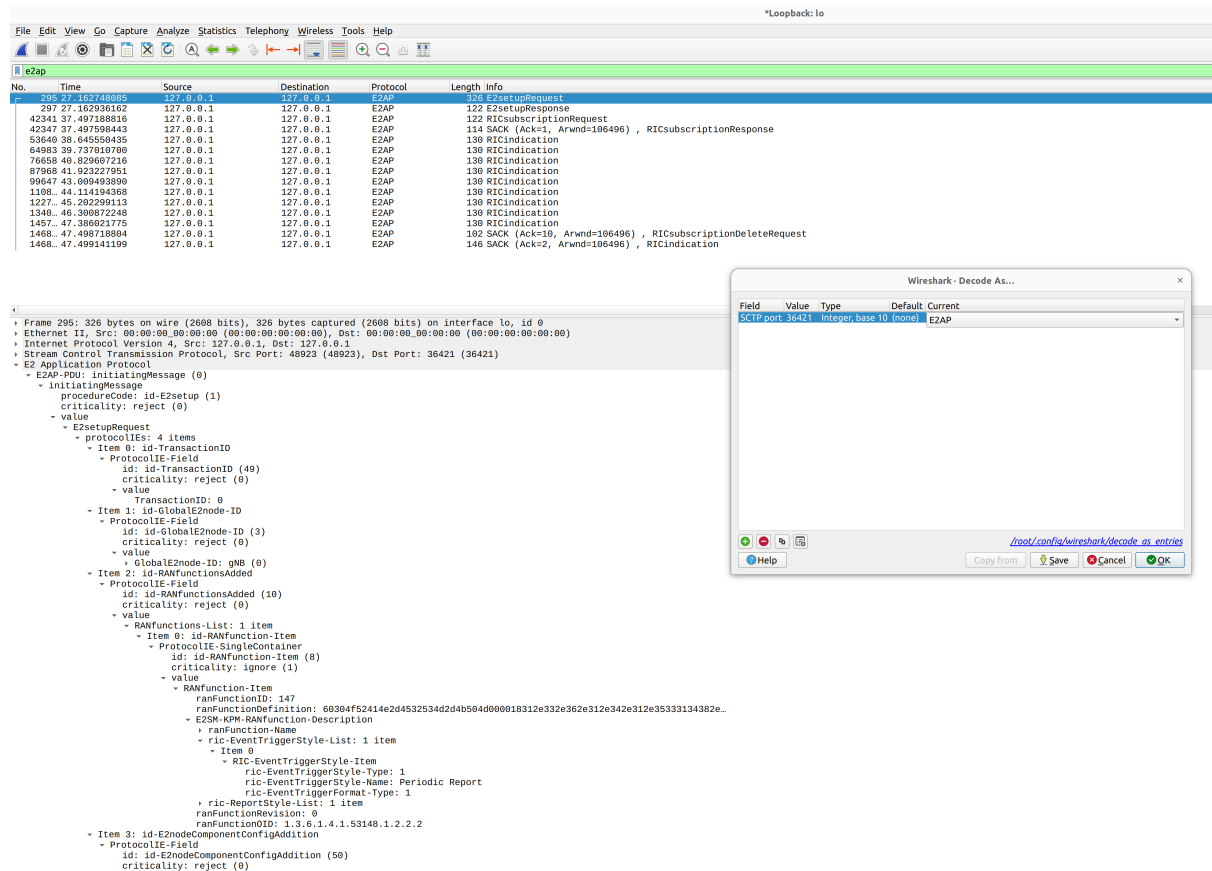 *Loopback: lo
File Edit View Go Capture Analyze Statistics Telephony Wireless Tools Help
e2ap
No. Time Source Destination Protocol Length Info
295 27.162748085 127.0.0.1 127.0.0.1 E2AP 326 E2setupRequest
297 27.162936162 127.0.0.1 127.0.0.1 E2AP 122 E2setupResponse
42341 37.497188816 127.0.0.1 127.0.0.1 E2AP 122 RICsubscriptionRequest
42347 37.497598443 127.0.0.1 127.0.0.1 E2AP 114 SACK (Ack=1, Arwnd=106496) , RICsubscriptionResponse
53640 38.645550435 127.0.0.1 127.0.0.1 E2AP 130 RICindication
64983 39.737010700 127.0.0.1 127.0.0.1 E2AP 130 RICindication
76658 40.829607216 127.0.0.1 127.0.0.1 E2AP 130 RICindication
87968 41.923227951 127.0.0.1 127.0.0.1 E2AP 130 RICindication
99647 43.009493890 127.0.0.1 127.0.0.1 E2AP 130 RICindication
1108… 44.114194368 127.0.0.1 127.0.0.1 E2AP 130 RICindication
1227… 45.202299113 127.0.0.1 127.0.0.1 E2AP 130 RICindication
1340… 46.300872248 127.0.0.1 127.0.0.1 E2AP 130 RICindication
1457… 47.386021775 127.0.0.1 127.0.0.1 E2AP 130 RICindication
1468… 47.498718804 127.0.0.1 127.0.0.1 E2AP 102 SACK (Ack=10, Arwnd=106496) , RICsubscriptionDeleteRequest
1468… 47.499141199 127.0.0.1 127.0.0.1 E2AP 146 SACK (Ack=2, Arwnd=106496) , RICindication
Frame 295: 326 bytes on wire (2608 bits), 326 bytes captured (2608 bits) on interface lo, id 0
Ethernet II, Src: 00:00:00_00:00:00 (00:00:00:00:00:00), Dst: 00:00:00_00:00:00 (00:00:00:00:00:00)
Internet Protocol Version 4, Src: 127.0.0.1, Dst: 127.0.0.1
Stream Control Transmission Protocol, Src Port: 48923 (48923), Dst Port: 36421 (36421)
E2 Application Protocol
E2AP-PDU: initiatingMessage (0)
initiatingMessage
procedureCode: id-E2setup (1)
criticality: reject (0)
value
E2setupRequest
protocolIEs: 4 items
Item 0: id-TransactionID
ProtocolIE-Field
id: id-TransactionID (49)
criticality: reject (0)
value
TransactionID: 0
Item 1: id-GlobalE2node-ID
ProtocolIE-Field
id: id-GlobalE2node-ID (3)
criticality: reject (0)
value
GlobalE2node-ID: gNB (0)
Item 2: id-RANfunctionsAdded
ProtocolIE-Field
id: id-RANfunctionsAdded (10)
criticality: reject (0)
value
RANfunctions-List: 1 item
Item 0: id-RANfunction-Item
ProtocolIE-SingleContainer
id: id-RANfunction-Item (8)
criticality: ignore (1)
value
RANfunction-Item
ranFunctionID: 147
ranFunctionDefinition: 60304f52414e2d4532534d2d4b504d000018312e332e362e312e342e312e35333134382e…
E2SM-KPM-RANfunction-Description
ranFunction-Name
ric-EventTriggerStyle-List: 1 item
Item 0
RIC-EventTriggerStyle-Item
ric-EventTriggerStyle-Type: 1
ric-EventTriggerStyle-Name: Periodic Report
ric-EventTriggerFormat-Type: 1
ric-ReportStyle-List: 1 item
ranFunctionRevision: 0
ranFunctionOID: 1.3.6.1.4.1.53148.1.2.2.2
Item 3: id-E2nodeComponentConfigAddition
ProtocolIE-Field
id: id-E2nodeComponentConfigAddition (50)
criticality: reject (0)
Wireshark - Decode As...
Field Value Type Default Current
SCTP port 36421 Integer, base 10 (none) E2AP
/root/.config/wireshark/decode_as_entries
Help Copy from Save Cancel OK